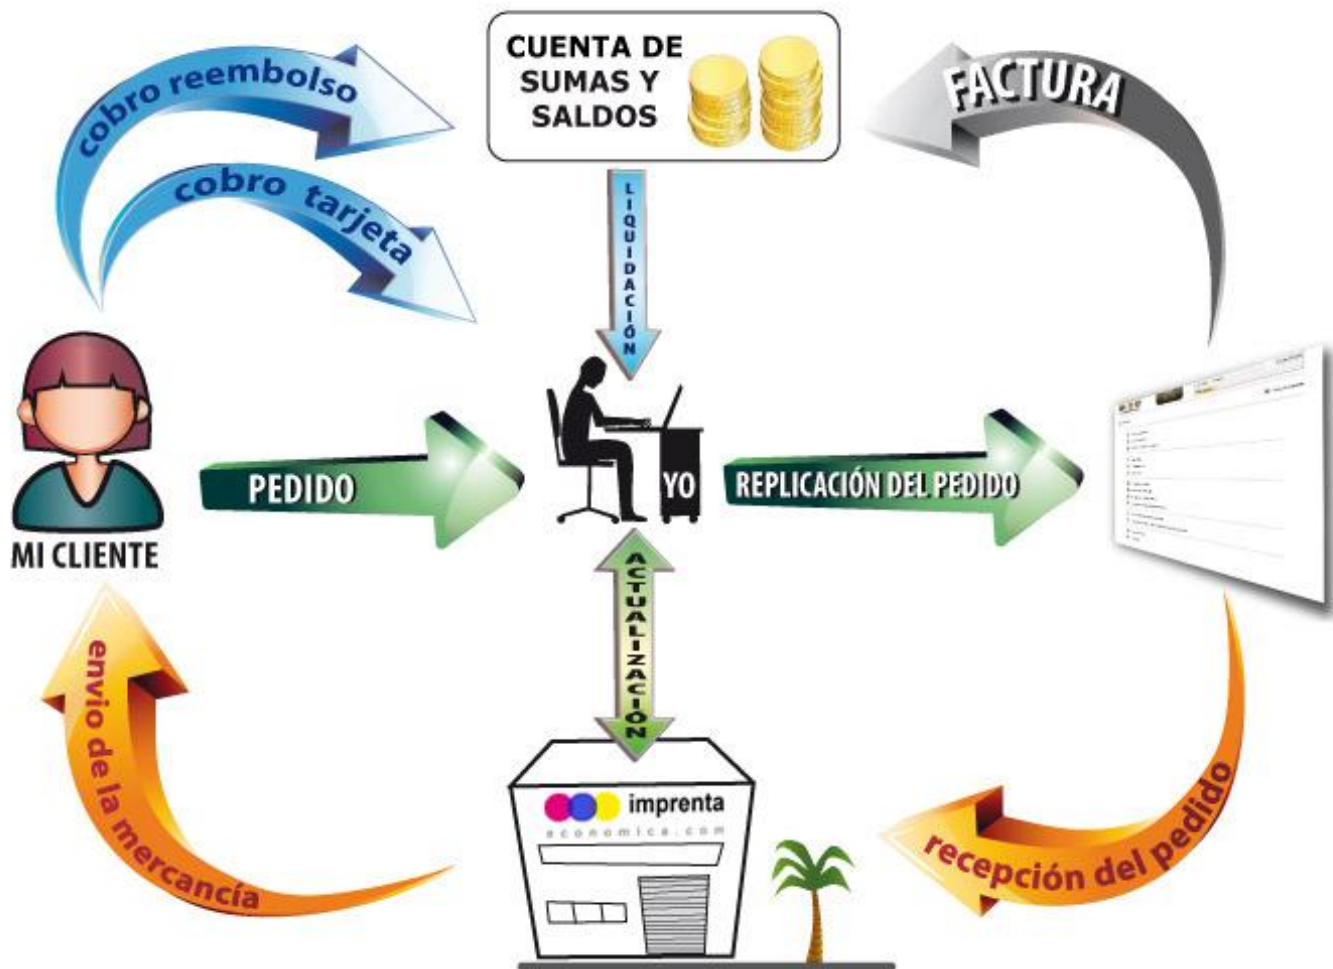 CUENTA DE
SUMAS Y
SALDOS
FACTURA
cobro reembolso
cobro tarjeta
LIQUIDACIÓN
PEDIDO
YO
REPLICACIÓN DEL PEDIDO
MI CLIENTE
ACTUALIZACIÓN
envio de la mercancía
imprenta
economica.com
recepción del pedido